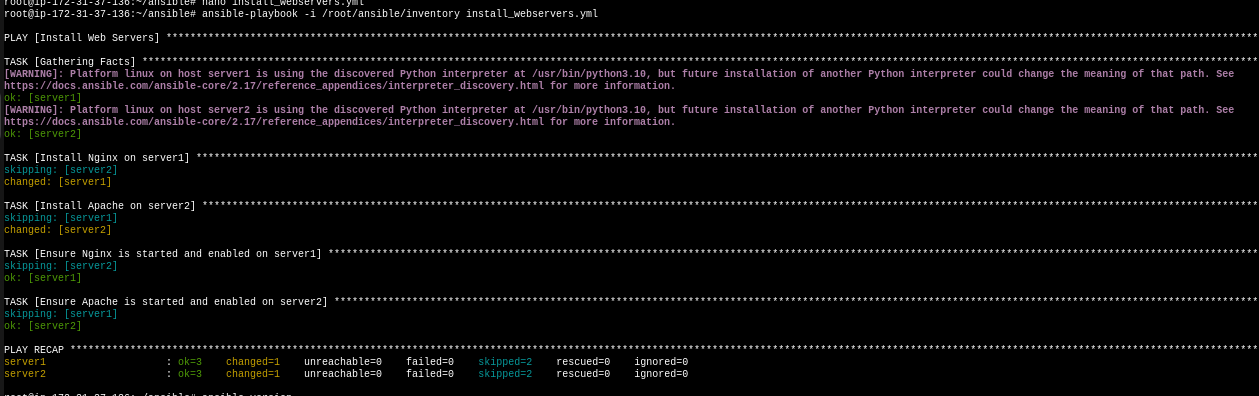 root@ip-172-31-37-136:~/ansible# nano install_webservers.yml
root@ip-172-31-37-136:~/ansible# ansible-playbook -i /root/ansible/inventory install_webservers.yml
PLAY [Install Web Servers] ****************************************************************************************************
TASK [Gathering Facts] ****************************************************************************************************
[WARNING]: Platform linux on host server1 is using the discovered Python interpreter at /usr/bin/python3.10, but future installation of another Python interpreter could change the meaning of that path. See
https://docs.ansible.com/ansible-core/2.17/reference_appendices/interpreter_discovery.html for more information.
ok: [server1]
[WARNING]: Platform linux on host server2 is using the discovered Python interpreter at /usr/bin/python3.10, but future installation of another Python interpreter could change the meaning of that path. See
https://docs.ansible.com/ansible-core/2.17/reference_appendices/interpreter_discovery.html for more information.
ok: [server2]
TASK [Install Nginx on server1] ****************************************************************************************************
skipping: [server2]
changed: [server1]
TASK [Install Apache on server2] ****************************************************************************************************
skipping: [server1]
changed: [server2]
TASK [Ensure Nginx is started and enabled on server1] ****************************************************************************************************
skipping: [server2]
ok: [server1]
TASK [Ensure Apache is started and enabled on server2] ****************************************************************************************************
skipping: [server1]
ok: [server2]
PLAY RECAP ****************************************************************************************************
server1 : ok=3 changed=1 unreachable=0 failed=0 skipped=2 rescued=0 ignored=0
server2 : ok=3 changed=1 unreachable=0 failed=0 skipped=2 rescued=0 ignored=0